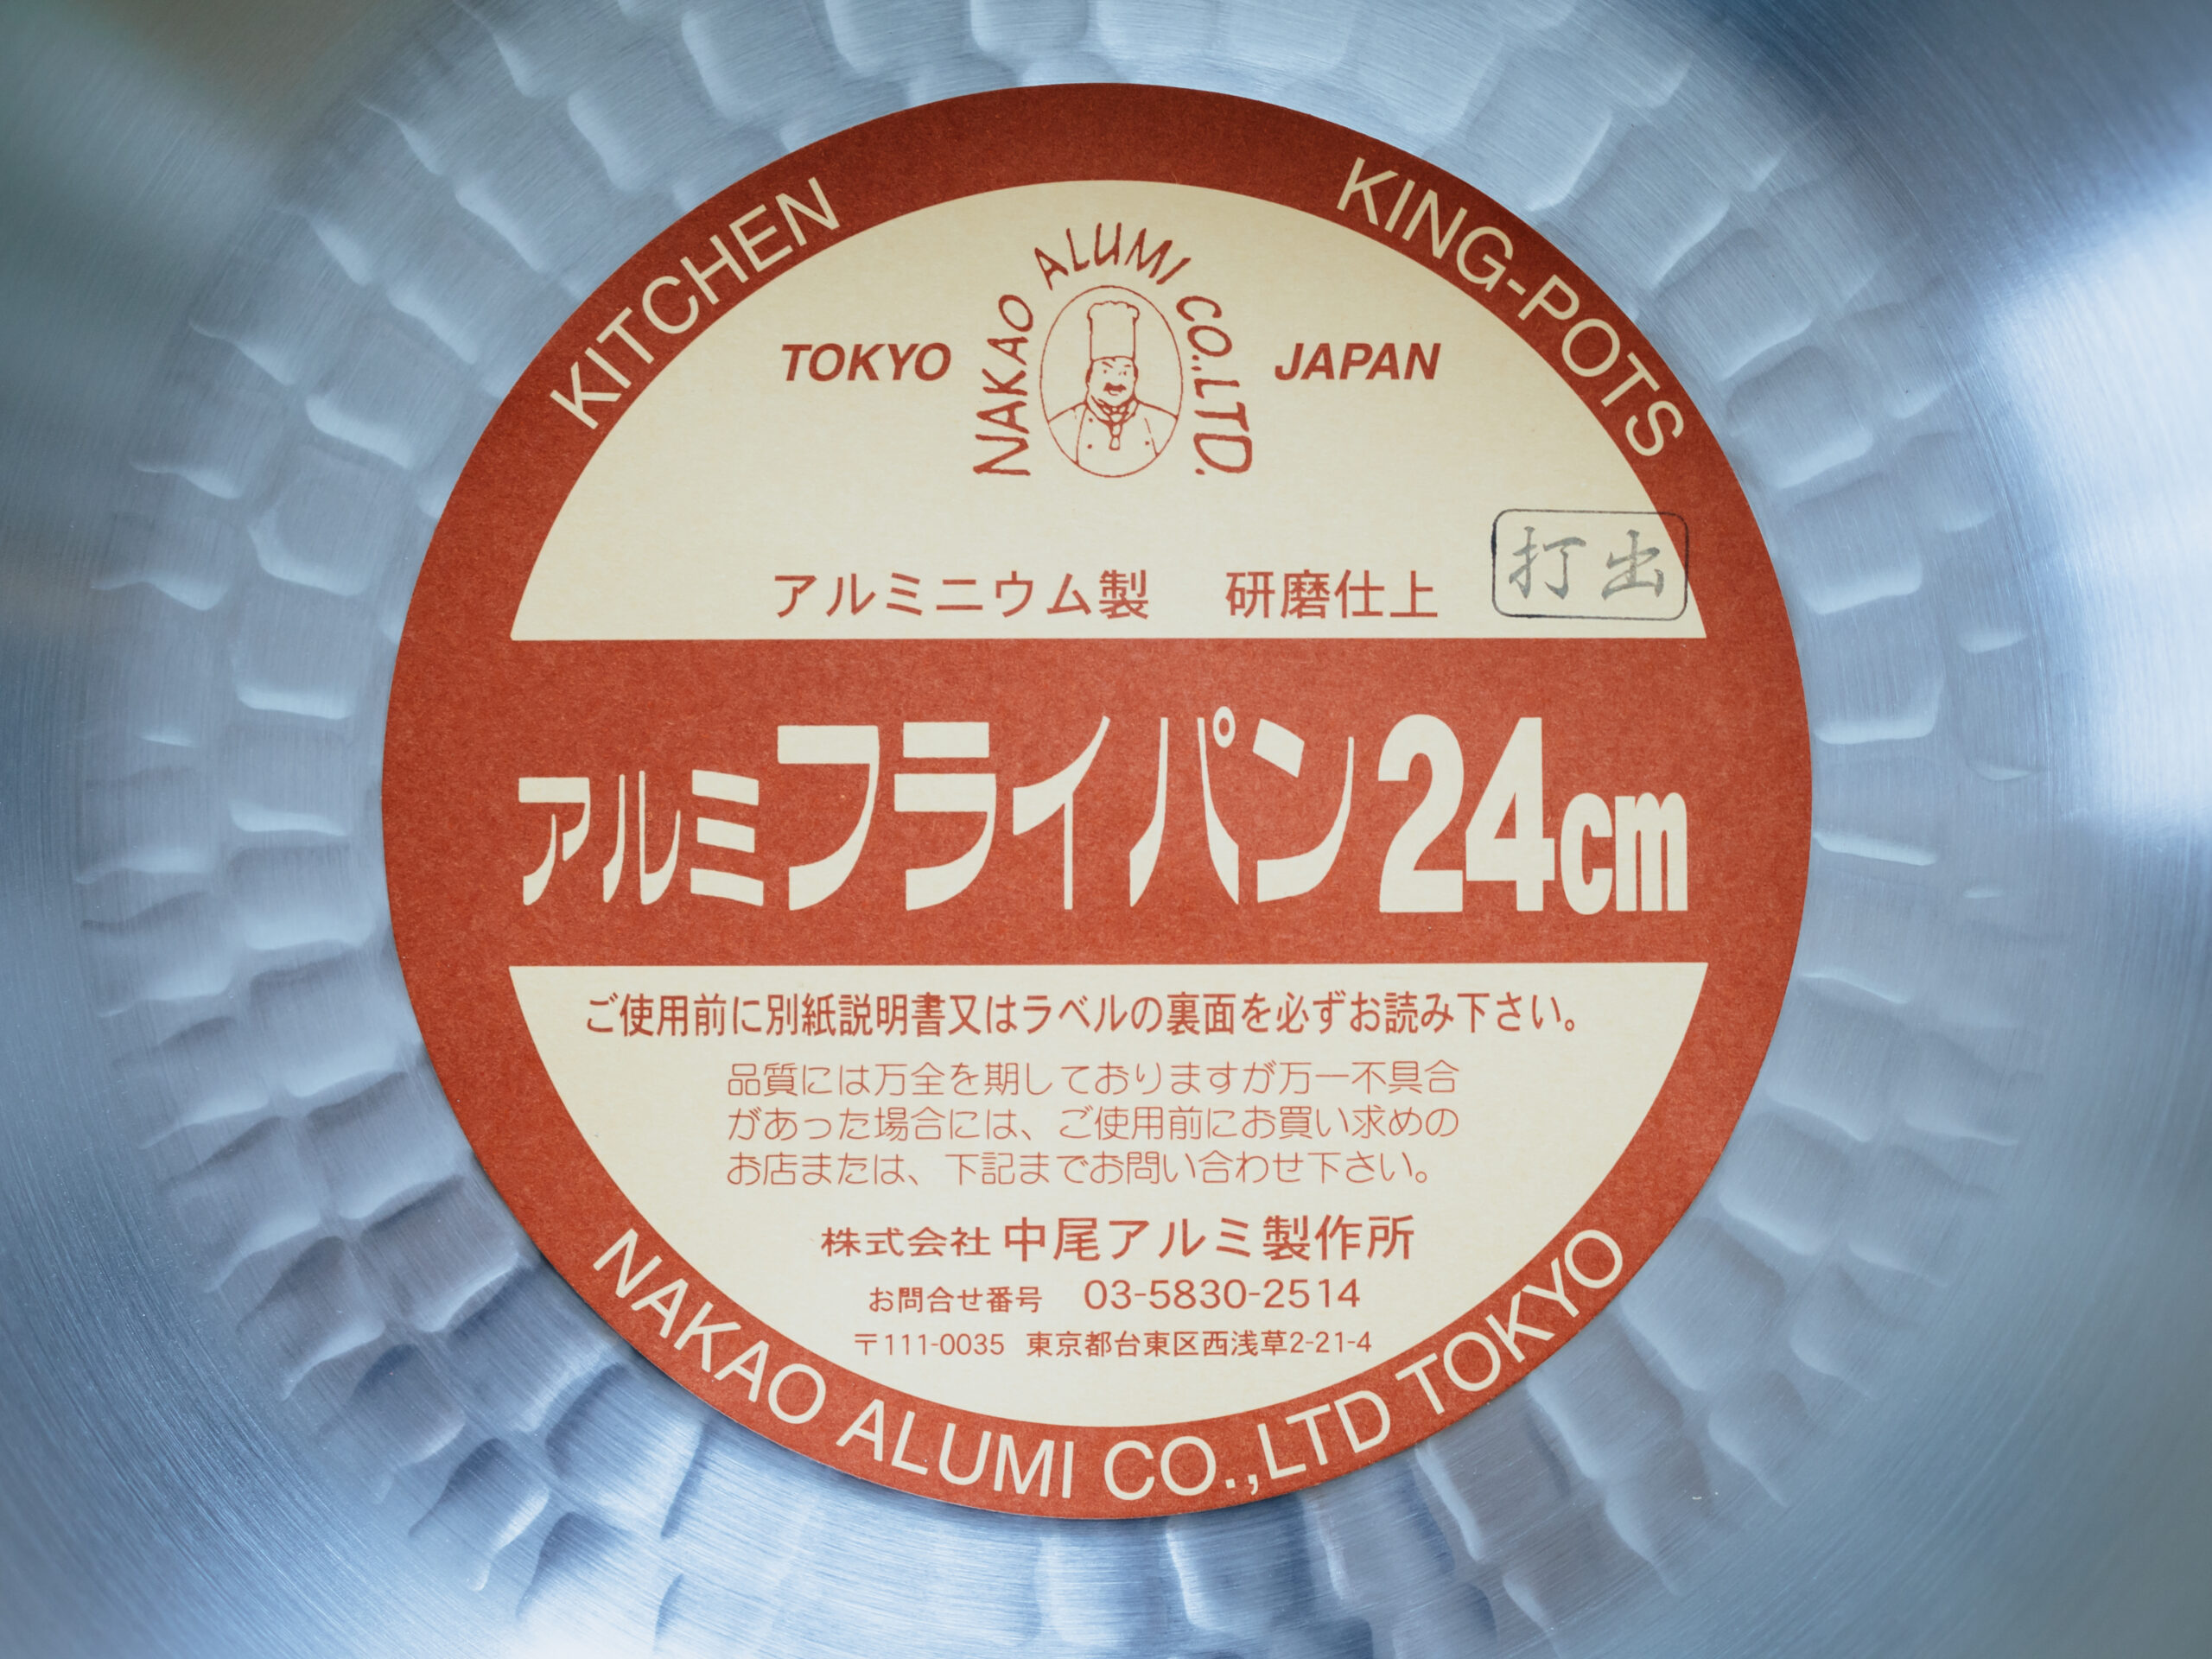 KITCHEN
KING-POTS
NAKAO ALUMI CO.,LTD.
TOKYO
JAPAN
打出
アルミニウム製 研磨仕上
アルミフライパン24cm
ご使用前に別紙説明書又はラベルの裏面を必ずお読み下さい。
品質には万全を期しておりますが万一不具合
があった場合には、ご使用前にお買い求めの
お店または、下記までお問い合わせ下さい。
株式会社 中尾アルミ製作所
お問合せ番号 03-5830-2514
〒111-0035 東京都台東区西浅草2-21-4
NAKAO ALUMI CO.,LTD TOKYO